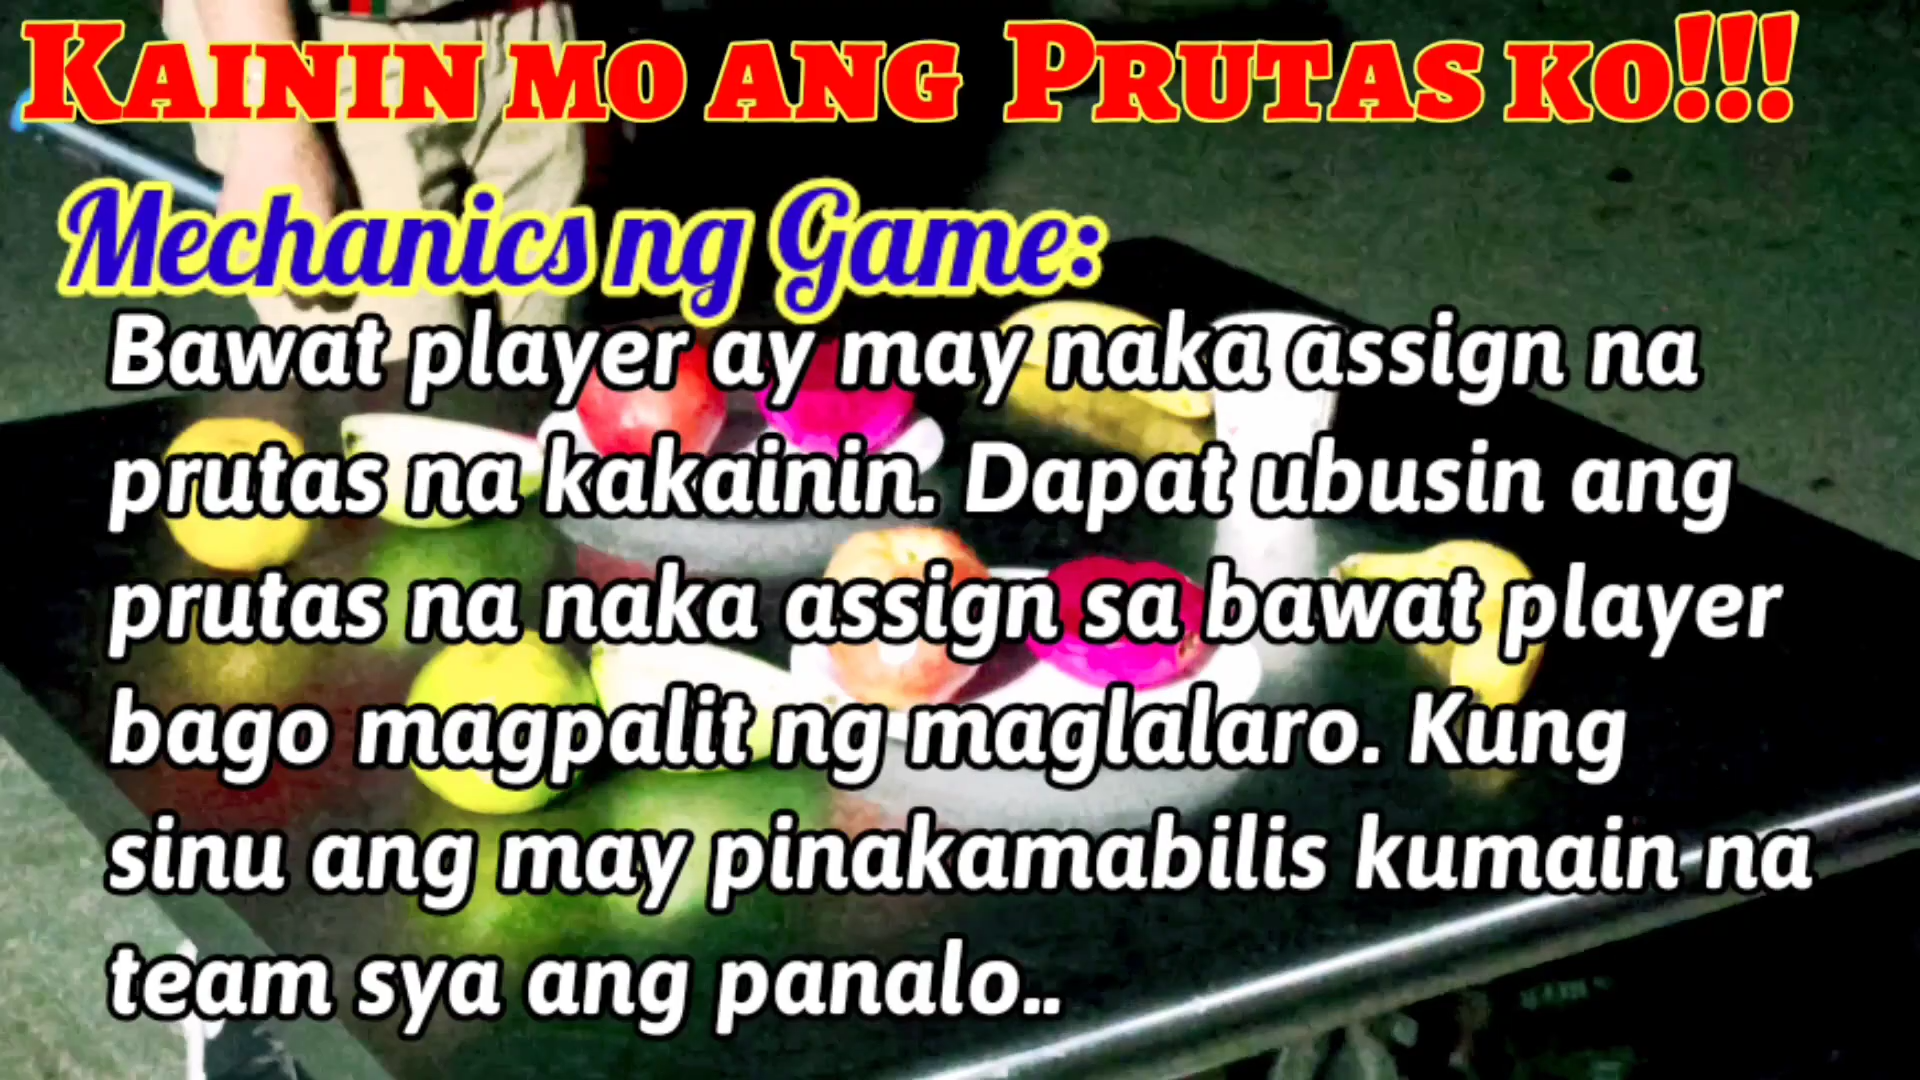 Kainin mo ang Prutas ko!!!
Mechanics ng Game:
Bawat player ay may naka assign na
prutas na kakainin. Dapat ubusin ang
prutas na naka assign sa bawat player
bago magpalit ng maglalaro. Kung
sinu ang may pinakamabilis kumain na
team sya ang panalo..